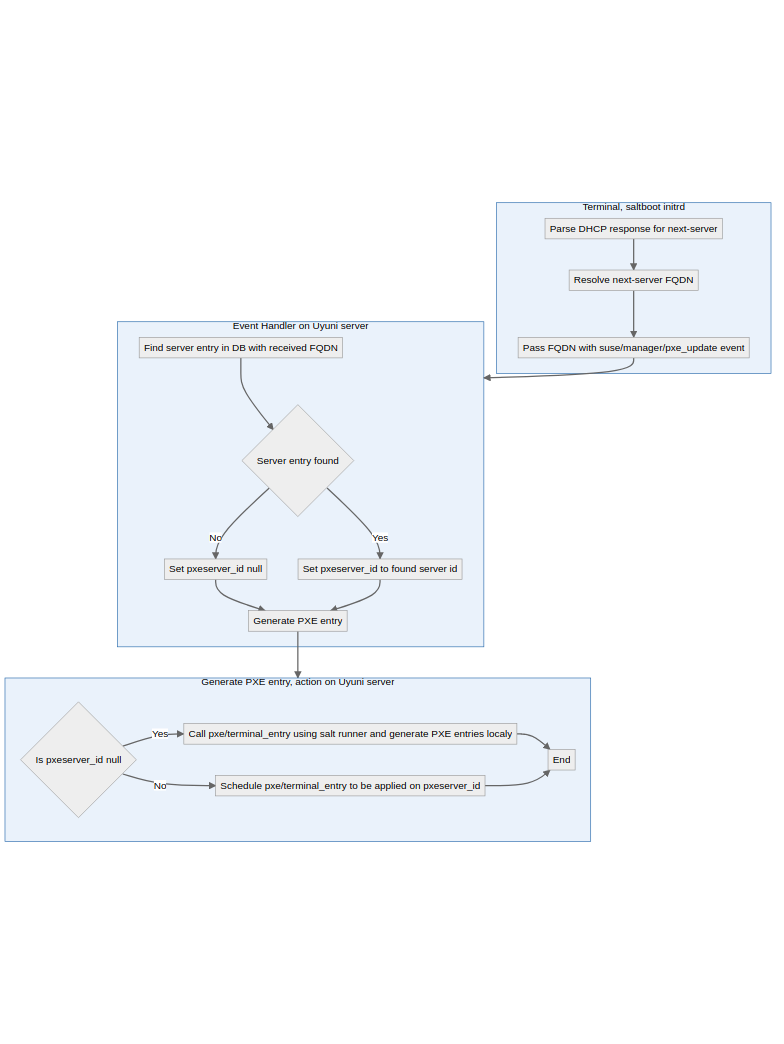 Terminal, saltboot initrd
Parse DHCP response for next-server
Resolve next-server FQDN
Pass FQDN with suse/manager/pxe_update event
Event Handler on Uyuni server
Find server entry in DB with received FQDN
Server entry found
No
Yes
Set pxeserver_id null
Set pxeserver_id to found server id
Generate PXE entry
Generate PXE entry, action on Uyuni server
Is pxeserver_id null
Yes
Call pxe/terminal_entry using salt runner and generate PXE entries localy
No
Schedule pxe/terminal_entry to be applied on pxeserver_id
End